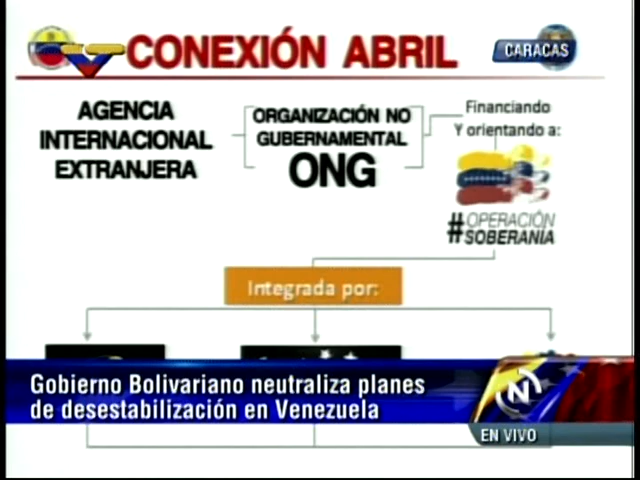 CONEXIÓN ABRIL
CARACAS
AGENCIA
INTERNACIONAL
EXTRANJERA
ORGANIZACIÓN NO
GUBERNAMENTAL
ONG
Financiando
Y orientando a:
#OPERACIÓN
SOBERANÍA
Integrada por:
Gobierno Bolivariano neutraliza planes
de desestabilización en Venezuela
N
EN VIVO